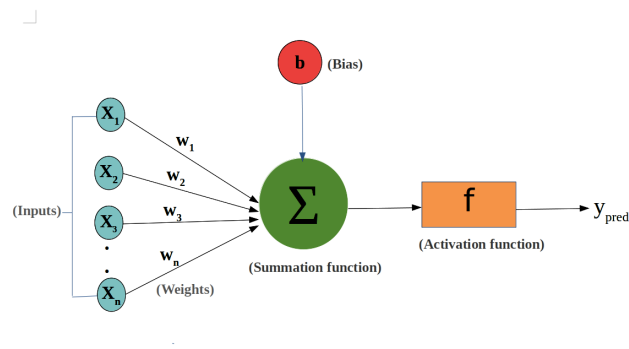 b (Bias)
X1
w1
X2
w2
(Inputs)
X3
w3
Σ
f
ypred
(Activation function)
wn
(Summation function)
Xn
(Weights)